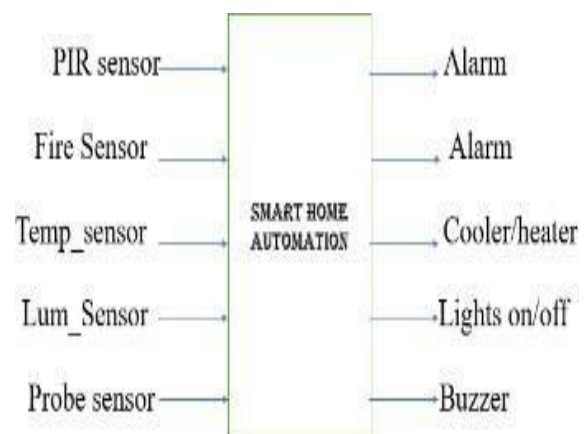 PIR sensor
Alarm
Fire Sensor
Alarm
SMART HOME
AUTOMATION
Temp_sensor
Cooler/heater
Lum_Sensor
Lights on/off
Probe sensor
Buzzer